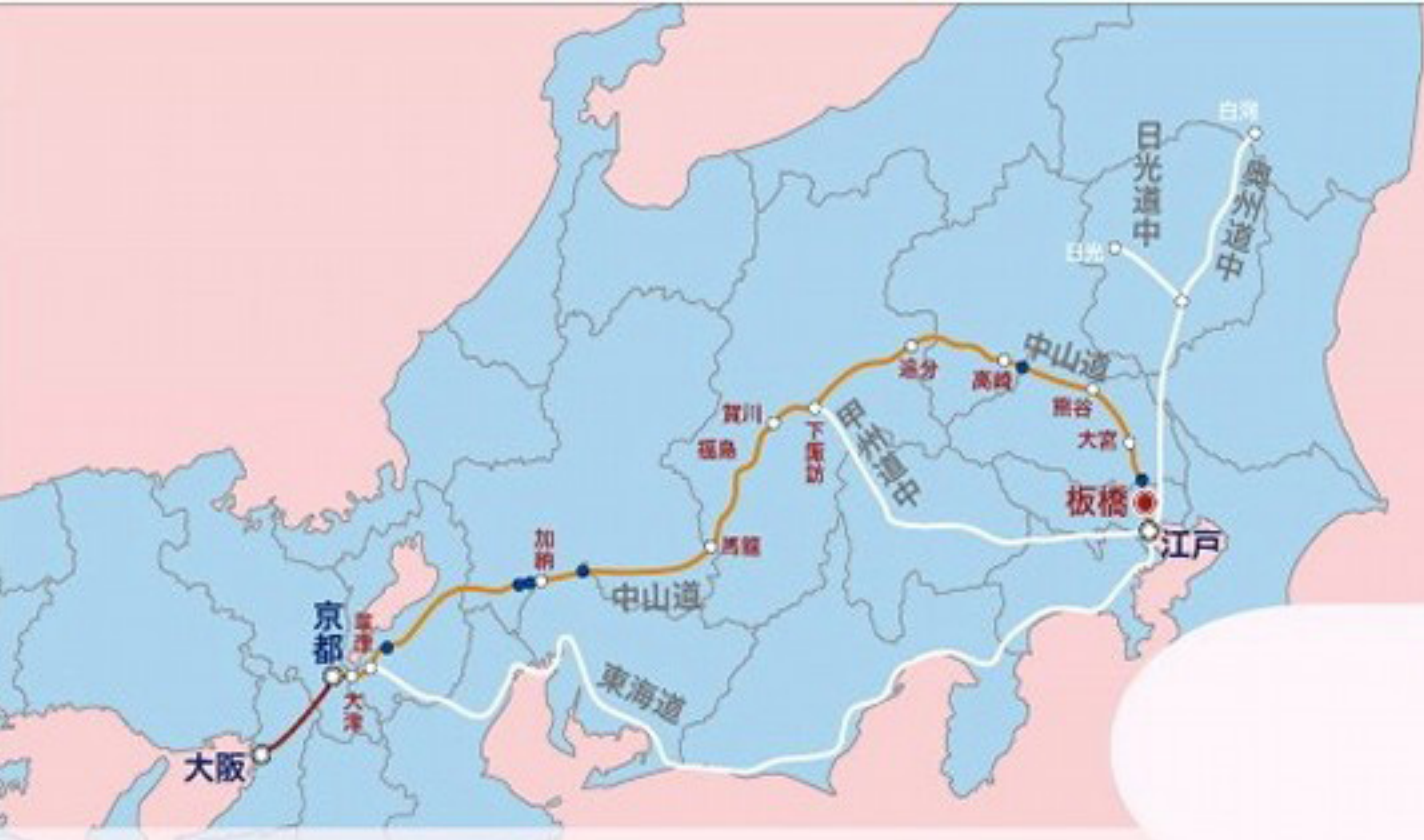 白河
日光道中
奥州道中
日光
中山道
追分
高崎
熊谷
大宮
板橋
江戸
甲州道中
下諏訪
賀川
福島
馬籠
加納
中山道
東海道
草津
京都
大津
大阪